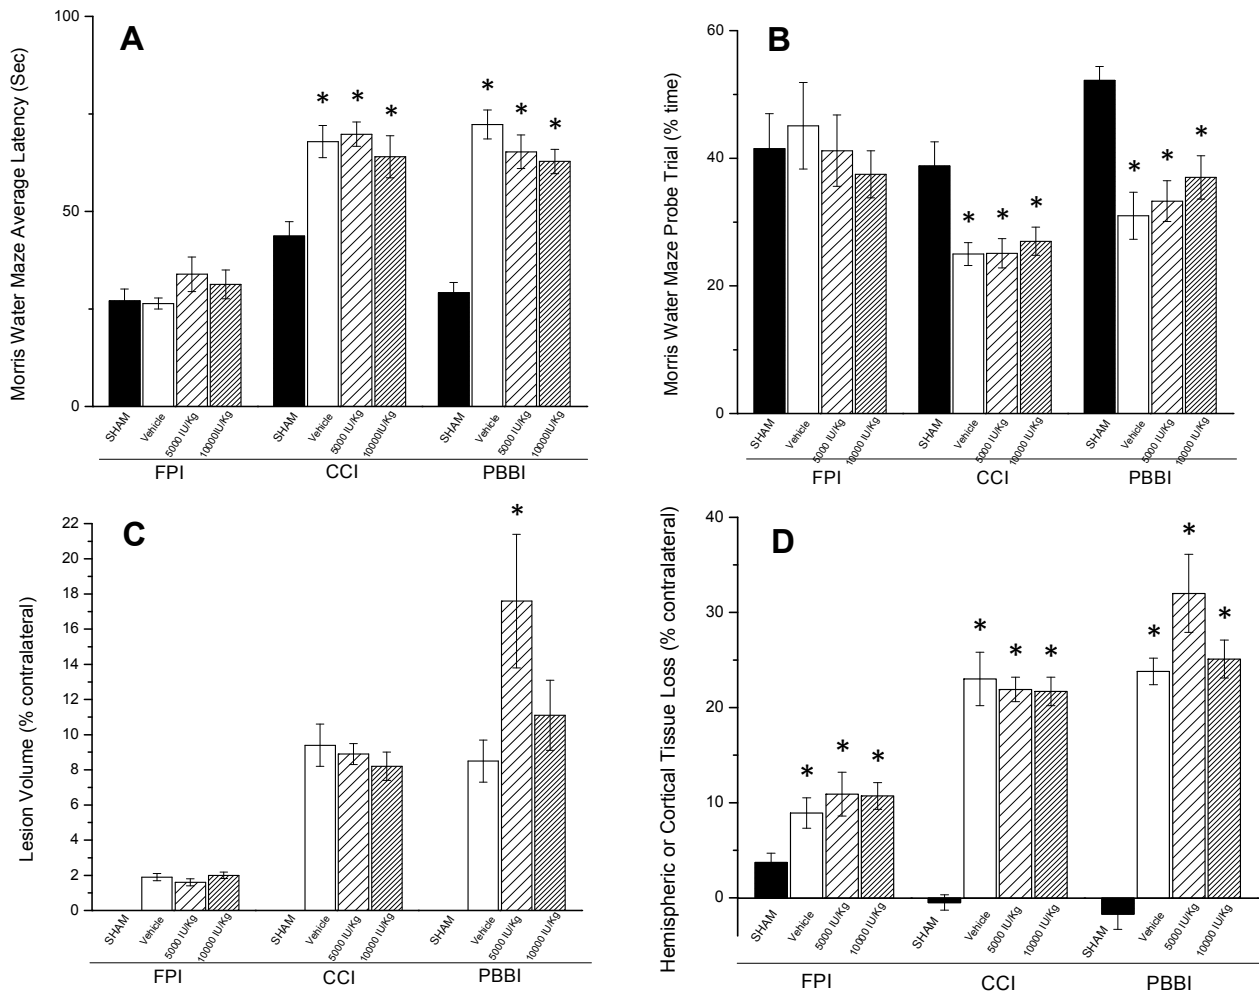 A
Morris Water Maze Average Latency (Sec)
100
50
0
* * * * * *
SHAM Vehicle 5000 IU/Kg 10000IU/Kg SHAM Vehicle 5000 IU/Kg 10000IU/Kg SHAM Vehicle 5000 IU/Kg 10000IU/Kg
FPI CCI PBBI
B
Morris Water Maze Probe Trial (% time)
60
40
20
0
* * * * * *
SHAM Vehicle 5000 IU/Kg 10000 IU/Kg SHAM Vehicle 5000 IU/Kg 10000 IU/Kg SHAM Vehicle 5000 IU/Kg 10000 IU/Kg
FPI CCI PBBI
C
Lesion Volume (% contralateral)
22
20
18
16
14
12
10
8
6
4
2
0
*
SHAM Vehicle 5000 IU/Kg 10000 IU/Kg SHAM Vehicle 5000 IU/Kg 10000 IU/Kg SHAM Vehicle 5000 IU/Kg 10000 IU/Kg
FPI CCI PBBI
D
Hemispheric or Cortical Tissue Loss (% contralateral)
40
30
20
10
0
* * * * * * * * *
SHAM Vehicle 5000 IU/Kg 10000 IU/Kg SHAM Vehicle 5000 IU/Kg 10000 IU/Kg SHAM Vehicle 5000 IU/Kg 10000 IU/Kg
FPI CCI PBBI